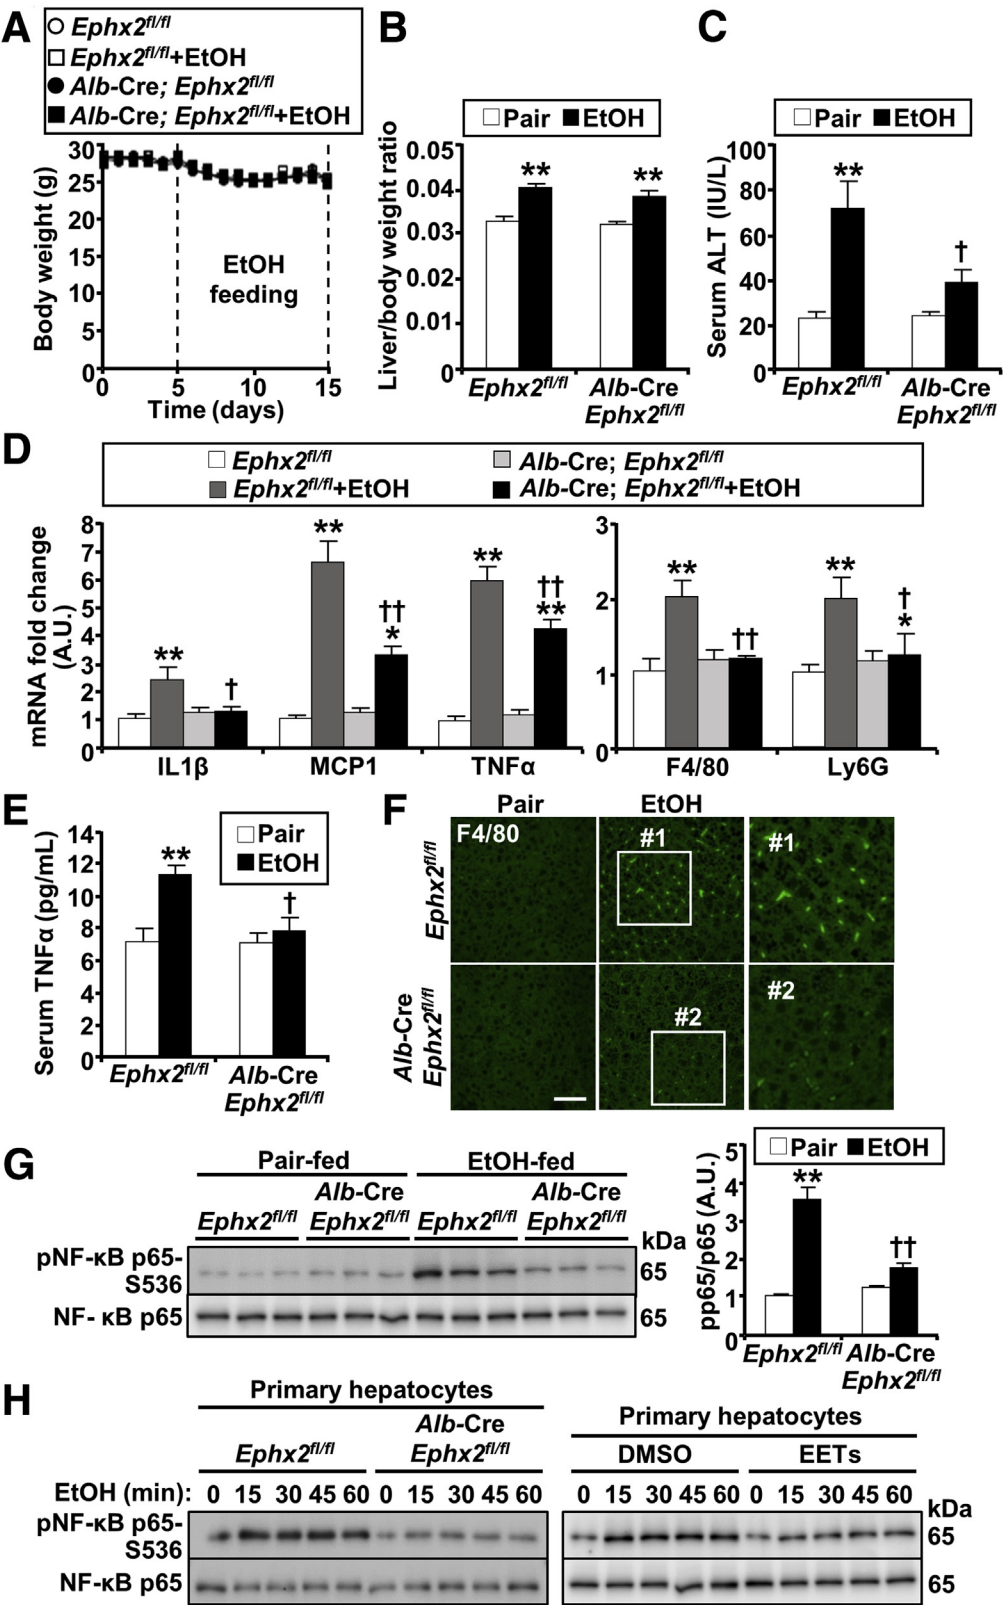 A
Ephx2fl/fl
Ephx2fl/fl+EtOH
Alb-Cre; Ephx2fl/fl
Alb-Cre; Ephx2fl/fl+EtOH
Body weight (g)
30
25
20
15
10
5
0
EtOH
feeding
0 5 10 15
Time (days)
B
Pair EtOH
Liver/body weight ratio
0.05
0.04
0.03
0.02
0.01
0
** **
Ephx2fl/fl Alb-Cre
Ephx2fl/fl
C
Pair EtOH
Serum ALT (IU/L)
100
80
60
40
20
0
** †
Ephx2fl/fl Alb-Cre
Ephx2fl/fl
D
Ephx2fl/fl Alb-Cre; Ephx2fl/fl
Ephx2fl/fl+EtOH Alb-Cre; Ephx2fl/fl+EtOH
mRNA fold change
(A.U.)
8
7
6
5
4
3
2
1
0
** † ** †† * ** †† **
IL1β MCP1 TNFα
3
2
1
0
** †† ** † *
F4/80 Ly6G
E
Pair
EtOH
Serum TNFα (pg/mL)
14
12
10
8
6
4
2
0
** †
Ephx2fl/fl Alb-Cre
Ephx2fl/fl
F
Pair EtOH
Ephx2fl/fl
F4/80 #1 #1
Alb-Cre
Ephx2fl/fl
#2 #2
G
Pair-fed EtOH-fed
Alb-Cre Alb-Cre
Ephx2fl/fl Ephx2fl/fl Ephx2fl/fl Ephx2fl/fl
kDa
pNF-κB p65-
S536 65
NF- κB p65 65
Pair EtOH
pp65/p65 (A.U.)
5
4
3
2
1
0
** ††
Ephx2fl/fl Alb-Cre
Ephx2fl/fl
H
Primary hepatocytes
Alb-Cre
Ephx2fl/fl Ephx2fl/fl
EtOH (min): 0 15 30 45 60 0 15 30 45 60
pNF-κB p65-
S536
NF-κB p65
Primary hepatocytes
DMSO EETs
0 15 30 45 60 0 15 30 45 60
kDa
65
65